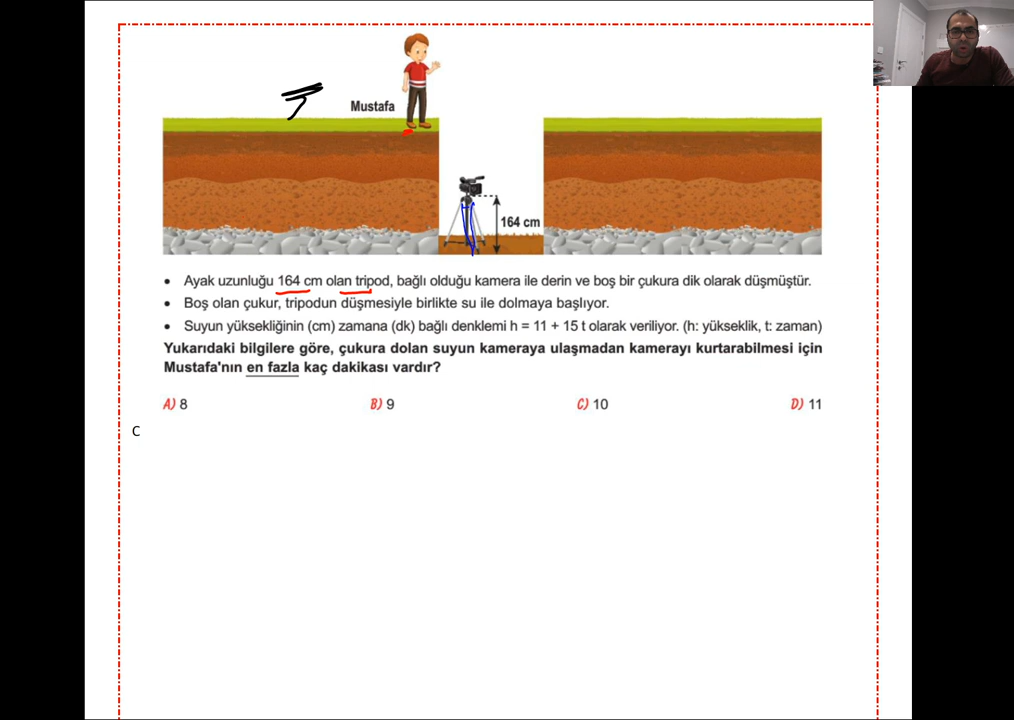 Mustafa
164 cm
• Ayak uzunluğu 164 cm olan tripod, bağlı olduğu kamera ile derin ve boş bir çukura dik olarak düşmüştür.
• Boş olan çukur, tripodun düşmesiyle birlikte su ile dolmaya başlıyor.
• Suyun yüksekliğinin (cm) zamana (dk) bağlı denklemi h = 11 + 15 t olarak veriliyor. (h: yükseklik, t: zaman)
Yukarıdaki bilgilere göre, çukura dolan suyun kameraya ulaşmadan kamerayı kurtarabilmesi için
Mustafa'nın en fazla kaç dakikası vardır?
A) 8 B) 9 C) 10 D) 11
C